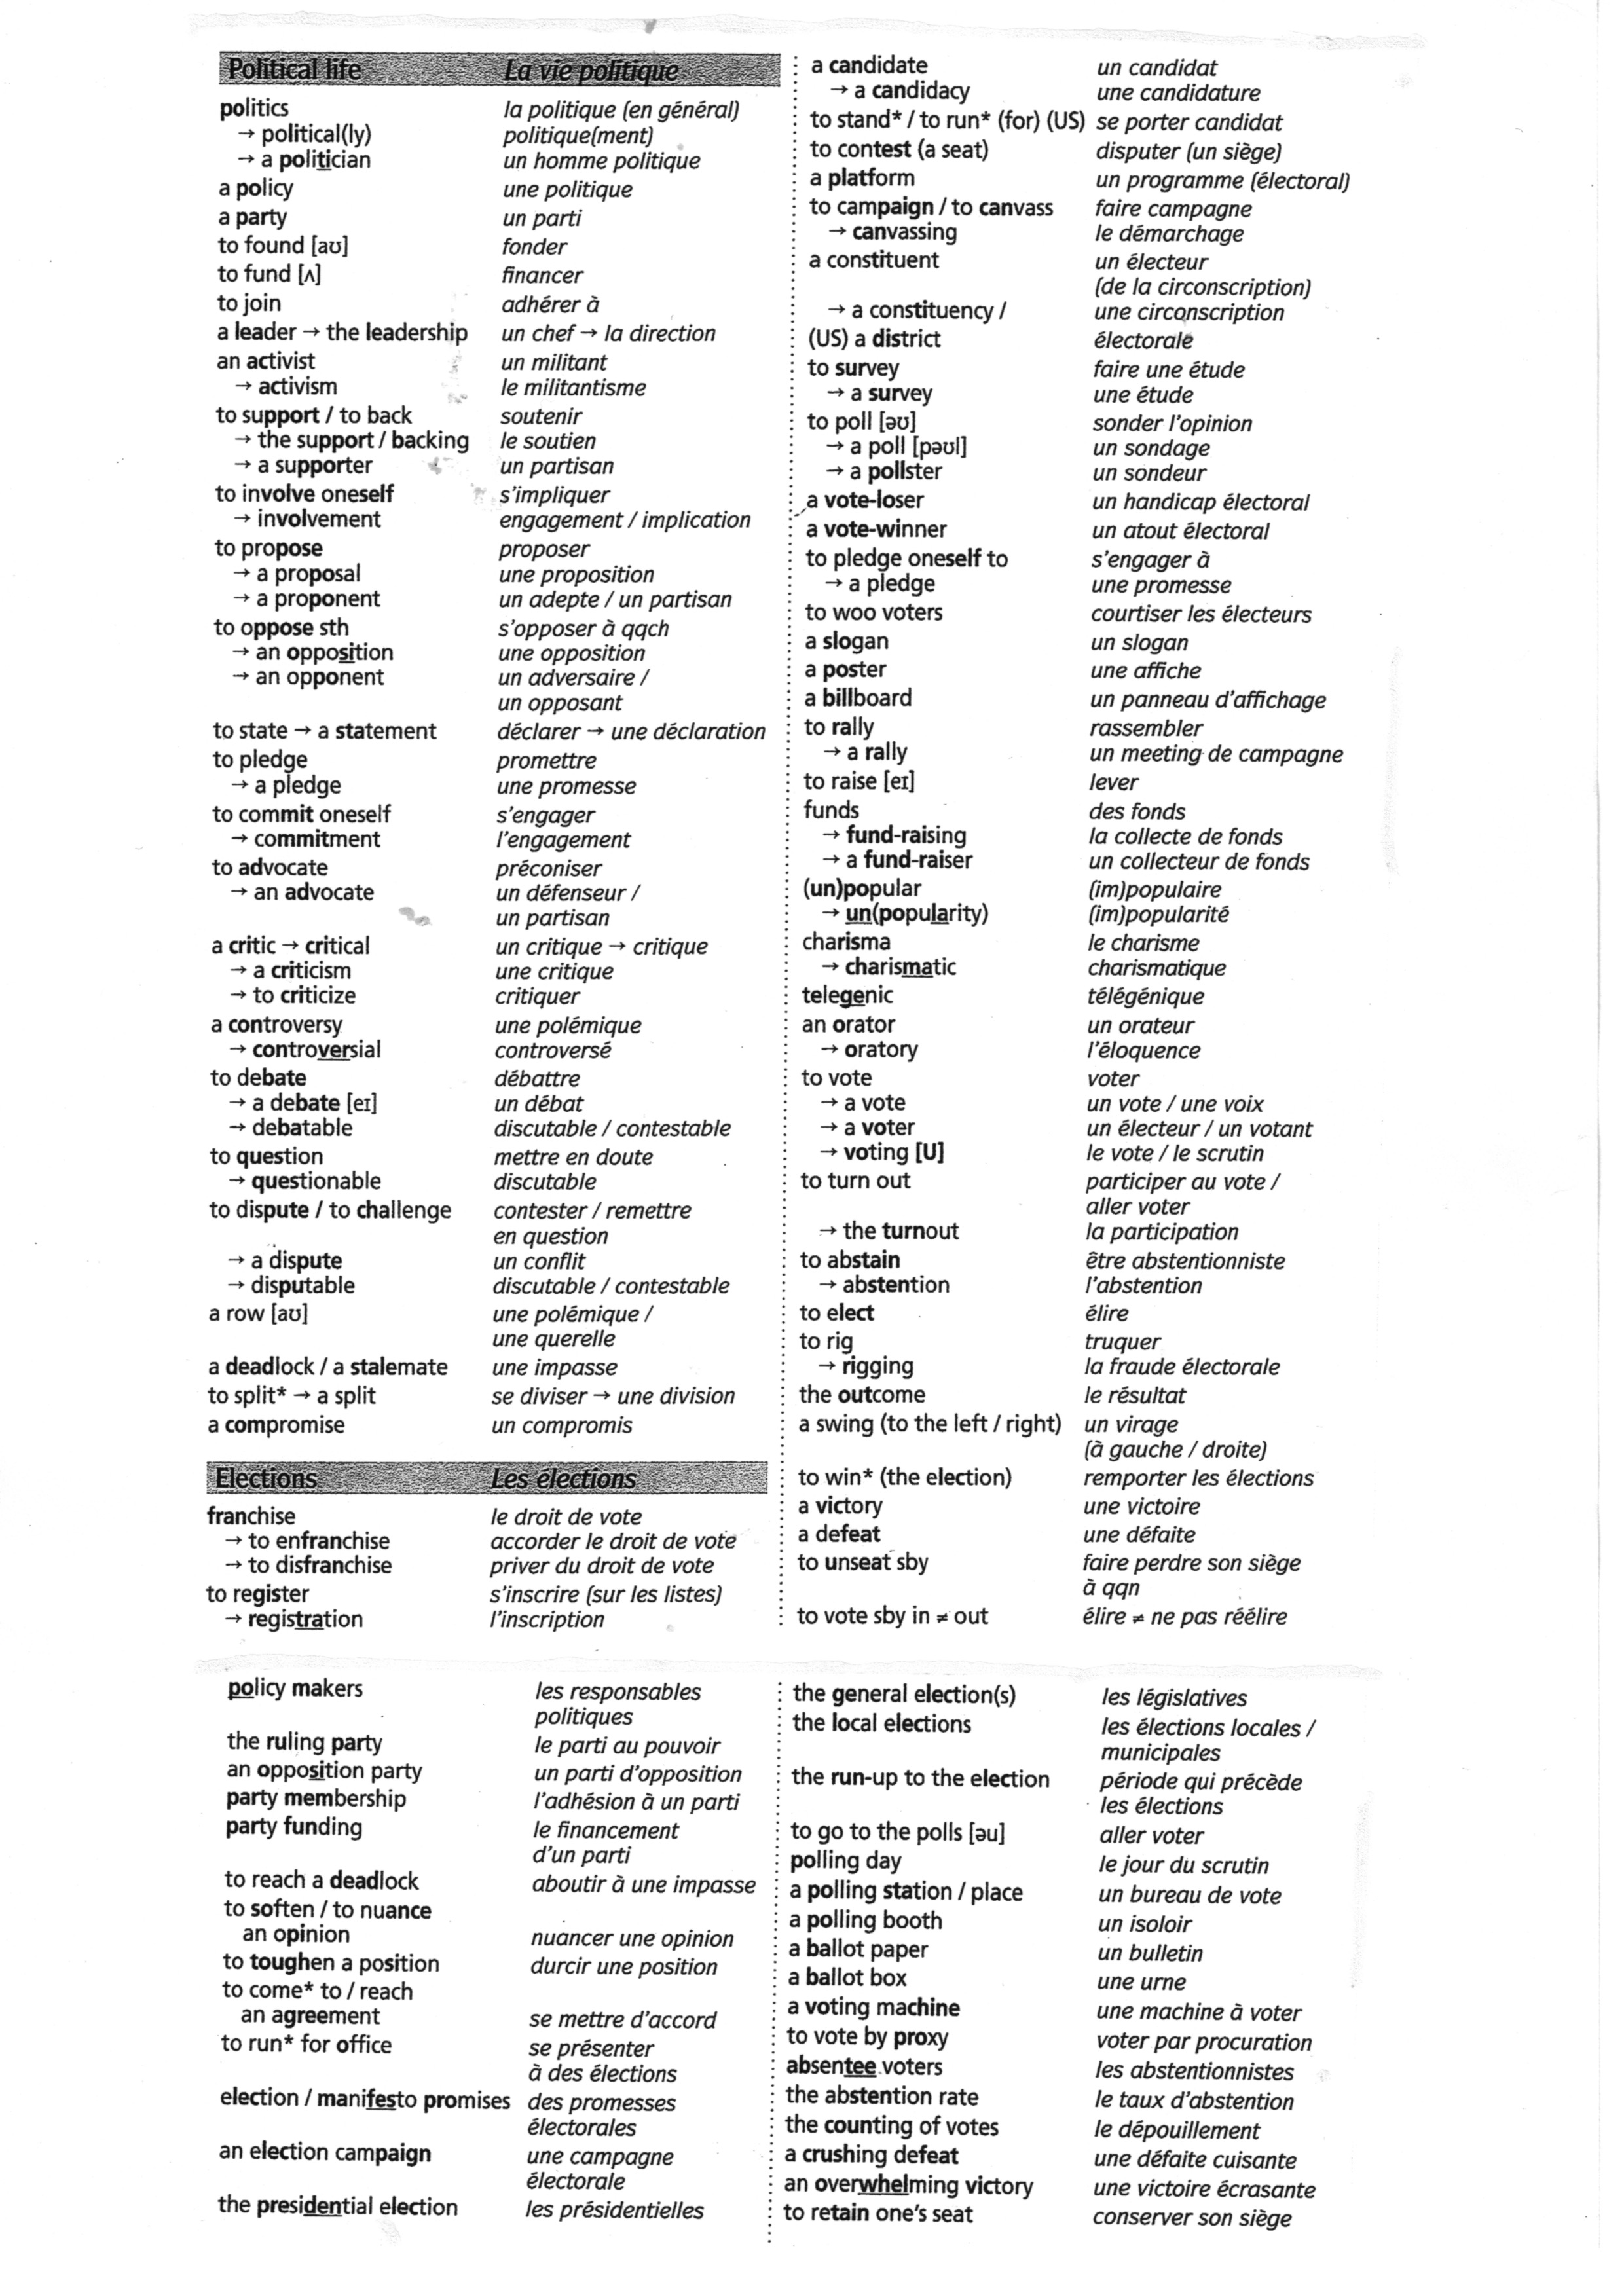 Political life La vie politique
politics la politique (en général)
→ political(ly) politique(ment)
→ a politician un homme politique
a policy une politique
a party un parti
to found [aʊ] fonder
to fund [ʌ] financer
to join adhérer à
a leader → the leadership un chef → la direction
an activist un militant
→ activism le militantisme
to support / to back soutenir
→ the support / backing le soutien
→ a supporter un partisan
to involve oneself s'impliquer
→ involvement engagement / implication
to propose proposer
→ a proposal une proposition
→ a proponent un adepte / un partisan
to oppose sth s'opposer à qqch
→ an opposition une opposition
→ an opponent un adversaire /
un opposant
to state → a statement déclarer → une déclaration
to pledge promettre
→ a pledge une promesse
to commit oneself s'engager
→ commitment l'engagement
to advocate préconiser
→ an advocate un défenseur /
un partisan
a critic → critical un critique → critique
→ a criticism une critique
→ to criticize critiquer
a controversy une polémique
→ controversial controversé
to debate débattre
→ a debate [eɪ] un débat
→ debatable discutable / contestable
to question mettre en doute
→ questionable discutable
to dispute / to challenge contester / remettre
en question
→ a dispute un conflit
→ disputable discutable / contestable
a row [aʊ] une polémique /
une querelle
a deadlock / a stalemate une impasse
to split* → a split se diviser → une division
a compromise un compromis
Elections Les élections
franchise le droit de vote
→ to enfranchise accorder le droit de vote
→ to disfranchise priver du droit de vote
to register s'inscrire (sur les listes)
→ registration l'inscription
a candidate un candidat
→ a candidacy une candidature
to stand* / to run* (for) (US) se porter candidat
to contest (a seat) disputer (un siège)
a platform un programme (électoral)
to campaign / to canvass faire campagne
→ canvassing le démarchage
a constituent un électeur
(de la circonscription)
→ a constituency / une circonscription
(US) a district électorale
to survey faire une étude
→ a survey une étude
to poll [əʊ] sonder l'opinion
→ a poll [pəʊl] un sondage
→ a pollster un sondeur
a vote-loser un handicap électoral
a vote-winner un atout électoral
to pledge oneself to s'engager à
→ a pledge une promesse
to woo voters courtiser les électeurs
a slogan un slogan
a poster une affiche
a billboard un panneau d'affichage
to rally rassembler
→ a rally un meeting de campagne
to raise [eɪ] lever
funds des fonds
→ fund-raising la collecte de fonds
→ a fund-raiser un collecteur de fonds
(un)popular (im)populaire
→ un(popularity) (im)popularité
charisma le charisme
→ charismatic charismatique
telegenic télégénique
an orator un orateur
→ oratory l'éloquence
to vote voter
→ a vote un vote / une voix
→ a voter un électeur / un votant
→ voting [U] le vote / le scrutin
to turn out participer au vote /
aller voter
→ the turnout la participation
to abstain être abstentionniste
→ abstention l'abstention
to elect élire
to rig truquer
→ rigging la fraude électorale
the outcome le résultat
a swing (to the left / right) un virage
(à gauche / droite)
to win* (the election) remporter les élections
a victory une victoire
a defeat une défaite
to unseat sby faire perdre son siège
à qqn
to vote sby in ≠ out élire ≠ ne pas réélire
policy makers les responsables
politiques
the ruling party le parti au pouvoir
an opposition party un parti d'opposition
party membership l'adhésion à un parti
party funding le financement
d'un parti
to reach a deadlock aboutir à une impasse
to soften / to nuance
an opinion nuancer une opinion
to toughen a position durcir une position
to come* to / reach
an agreement se mettre d'accord
to run* for office se présenter
à des élections
election / manifesto promises des promesses
électorales
an election campaign une campagne
électorale
the presidential election les présidentielles
the general election(s) les législatives
the local elections les élections locales /
municipales
the run-up to the election période qui précède
les élections
to go to the polls [əu] aller voter
polling day le jour du scrutin
a polling station / place un bureau de vote
a polling booth un isoloir
a ballot paper un bulletin
a ballot box une urne
a voting machine une machine à voter
to vote by proxy voter par procuration
absentee voters les abstentionnistes
the abstention rate le taux d'abstention
the counting of votes le dépouillement
a crushing defeat une défaite cuisante
an overwhelming victory une victoire écrasante
to retain one's seat conserver son siège